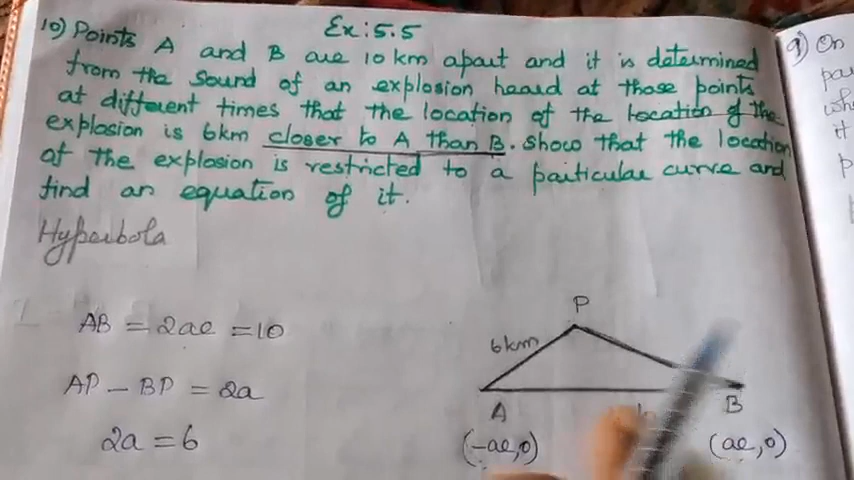 Ex: 5.5
10) Points A and B are 10 km apart and it is determined
from the sound of an explosion heard at those points
at different times that the location of the location of the
explosion is 6km closer to A than B. Show that the location
of the explosion is restricted to a particular curve and
find an equation of it.
Hyperbola
AB = 2ae = 10
AP - BP = 2a
2a = 6
P
6km
A
B
(-ae,0)
(ae,0)
9) On